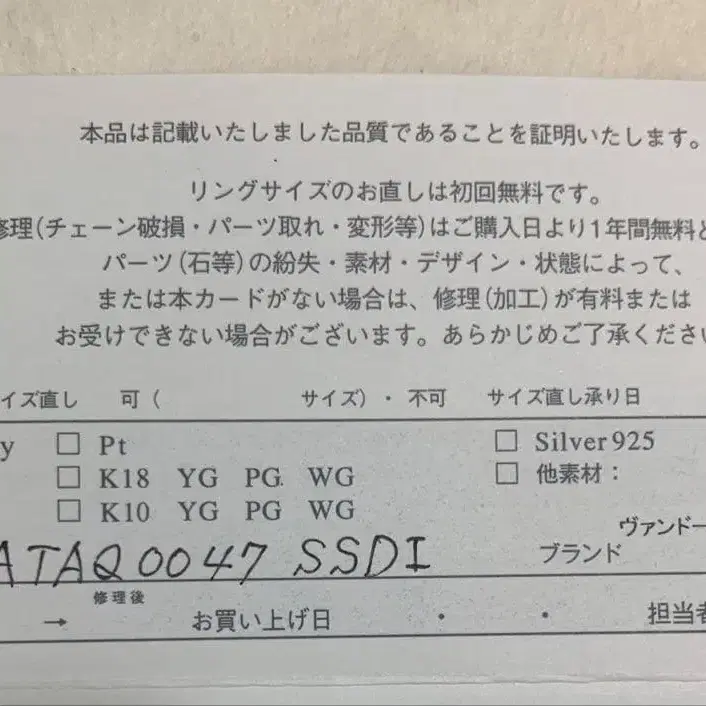 本品は記載いたしました品質であることを証明いたします。
リングサイズのお直しは初回無料です。
修理(チェーン破損・パーツ取れ・変形等)はご購入日より1年間無料と
パーツ(石等)の紛失・素材・デザイン・状態によって、
または本カードがない場合は、修理(加工)が有料または
お受けできない場合がございます。あらかじめご了承ください
イズ直し 可( サイズ)・不可 サイズ直し承り日
y □ Pt □ Silver925
□ K18 YG PG WG □ 他素材：
□ K10 YG PG WG
ヴァンドー
ATAQ0047 SSDI ブランド
修理後
→ お買い上げ日 ・ ・ 担当者